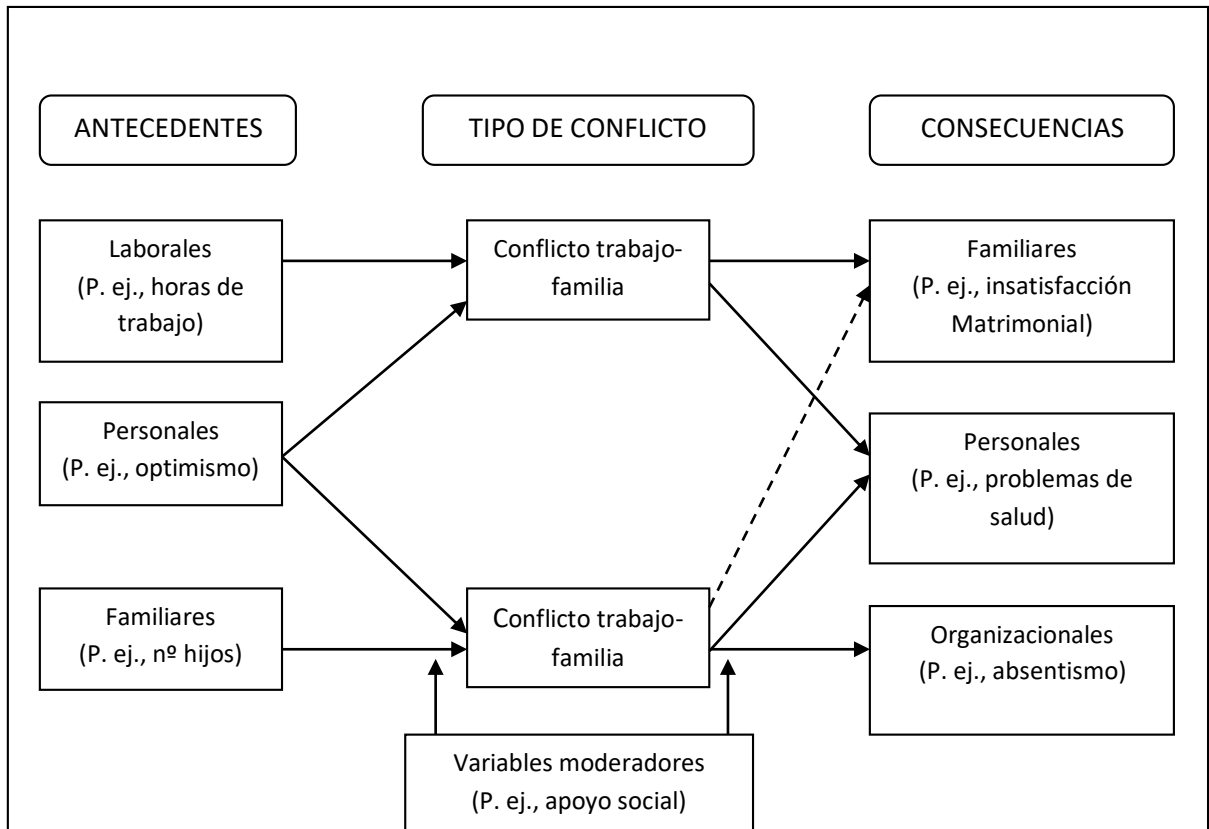 ANTECEDENTES
TIPO DE CONFLICTO
CONSECUENCIAS
Laborales
(P. ej., horas de
trabajo)
Conflicto trabajo-
familia
Familiares
(P. ej., insatisfacción
Matrimonial)
Personales
(P. ej., optimismo)
Personales
(P. ej., problemas de
salud)
Familiares
(P. ej., nº hijos)
Conflicto trabajo-
familia
Organizacionales
(P. ej., absentismo)
Variables moderadores
(P. ej., apoyo social)